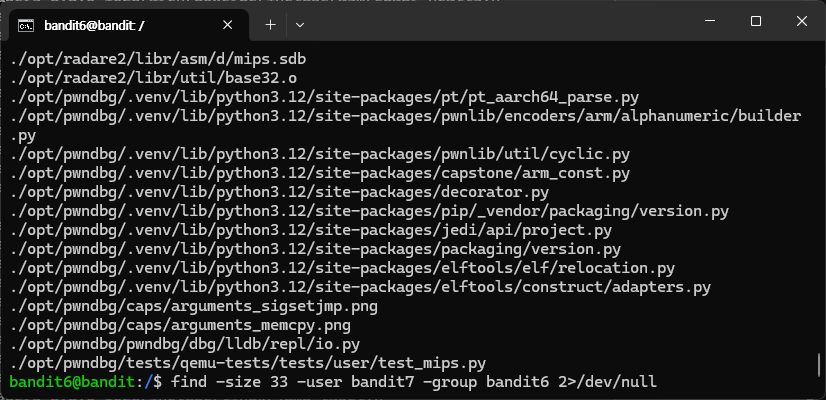 bandit6@bandit: /
./opt/radare2/libr/asm/d/mips.sdb
./opt/radare2/libr/util/base32.o
./opt/pwndbg/.venv/lib/python3.12/site-packages/pt/pt_aarch64_parse.py
./opt/pwndbg/.venv/lib/python3.12/site-packages/pwnlib/encoders/arm/alphanumeric/builder
.py
./opt/pwndbg/.venv/lib/python3.12/site-packages/pwnlib/util/cyclic.py
./opt/pwndbg/.venv/lib/python3.12/site-packages/capstone/arm_const.py
./opt/pwndbg/.venv/lib/python3.12/site-packages/decorator.py
./opt/pwndbg/.venv/lib/python3.12/site-packages/pip/_vendor/packaging/version.py
./opt/pwndbg/.venv/lib/python3.12/site-packages/jedi/api/project.py
./opt/pwndbg/.venv/lib/python3.12/site-packages/packaging/version.py
./opt/pwndbg/.venv/lib/python3.12/site-packages/elftools/elf/relocation.py
./opt/pwndbg/.venv/lib/python3.12/site-packages/elftools/construct/adapters.py
./opt/pwndbg/caps/arguments_sigsetjmp.png
./opt/pwndbg/caps/arguments_memcpy.png
./opt/pwndbg/pwndbg/dbg/lldb/repl/io.py
./opt/pwndbg/tests/qemu-tests/tests/user/test_mips.py
bandit6@bandit:/$ find -size 33 -user bandit7 -group bandit6 2>/dev/null